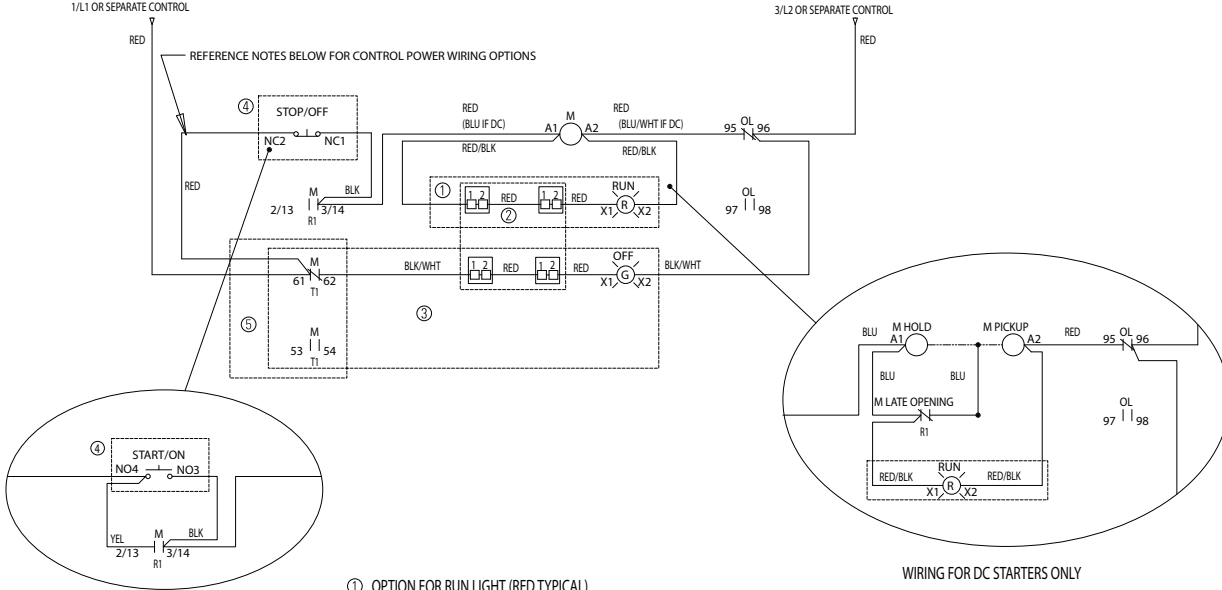 1/L1 OR SEPARATE CONTROL
3/L2 OR SEPARATE CONTROL
RED
RED
REFERENCE NOTES BELOW FOR CONTROL POWER WIRING OPTIONS
④
STOP/OFF
NC2
NC1
RED
(BLU IF DC)
M
A1
A2
RED
(BLU/WHT IF DC)
OL
95
96
RED/BLK
RED/BLK
RED
M
BLK
2/13
3/14
R1
①
1 2
RED
1 2
RED
RUN
R
X1
X2
②
OL
97
98
M
61
62
T1
BLK/WHT
1 2
RED
1 2
RED
OFF
G
X1
X2
BLK/WHT
③
⑤
M
53
54
T1
④
START/ON
NO4
NO3
YEL
M
BLK
2/13
3/14
R1
BLU
M HOLD
A1
M PICKUP
A2
RED
OL
95
96
BLU
BLU
M LATE OPENING
R1
OL
97
98
RED/BLK
RUN
RED/BLK
R
X1
X2
① OPTION FOR RUN LIGHT (RED TYPICAL)
WIRING FOR DC STARTERS ONLY